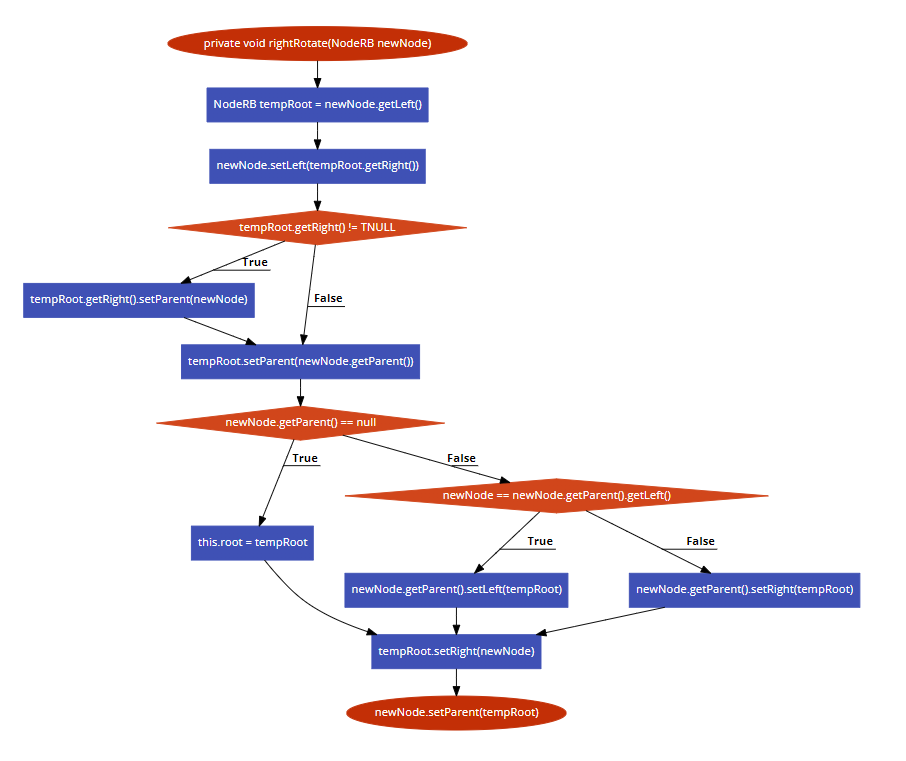 private void rightRotate(NodeRB newNode)
NodeRB tempRoot = newNode.getLeft()
newNode.setLeft(tempRoot.getRight())
tempRoot.getRight() != TNULL
True
False
tempRoot.getRight().setParent(newNode)
tempRoot.setParent(newNode.getParent())
newNode.getParent() == null
True
False
newNode == newNode.getParent().getLeft()
this.root = tempRoot
True
False
newNode.getParent().setLeft(tempRoot)
newNode.getParent().setRight(tempRoot)
tempRoot.setRight(newNode)
newNode.setParent(tempRoot)